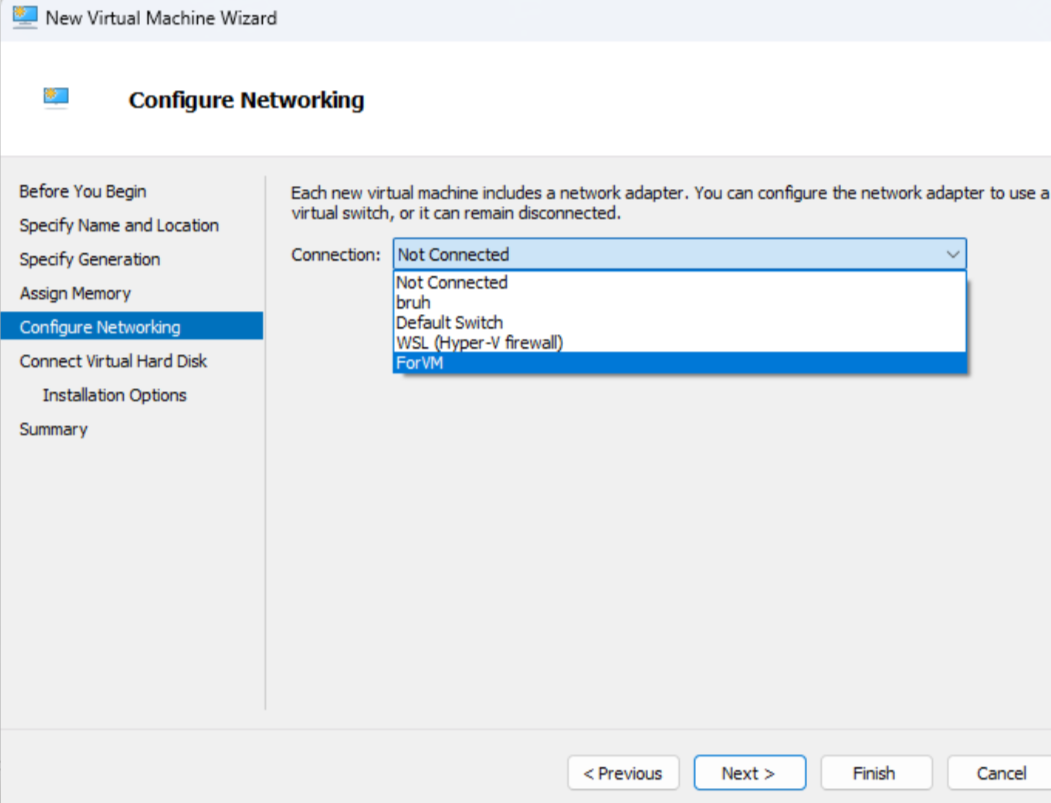 New Virtual Machine Wizard
Configure Networking
Before You Begin
Specify Name and Location
Specify Generation
Assign Memory
Configure Networking
Connect Virtual Hard Disk
Installation Options
Summary
Each new virtual machine includes a network adapter. You can configure the network adapter to use a
virtual switch, or it can remain disconnected.
Connection: Not Connected
Not Connected
bruh
Default Switch
WSL (Hyper-V firewall)
ForVM
< Previous
Next >
Finish
Cancel